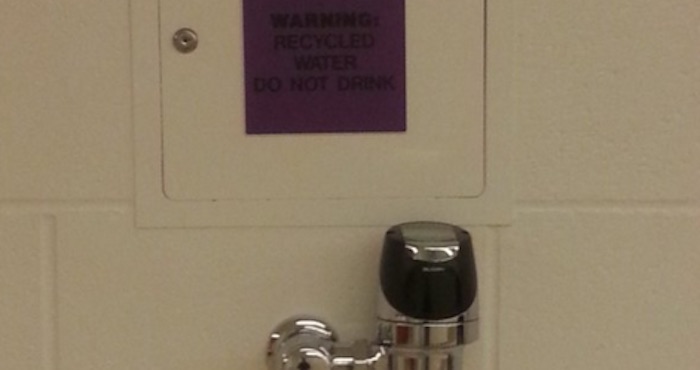 WARNING:
RECYCLED
WATER
DO NOT DRINK